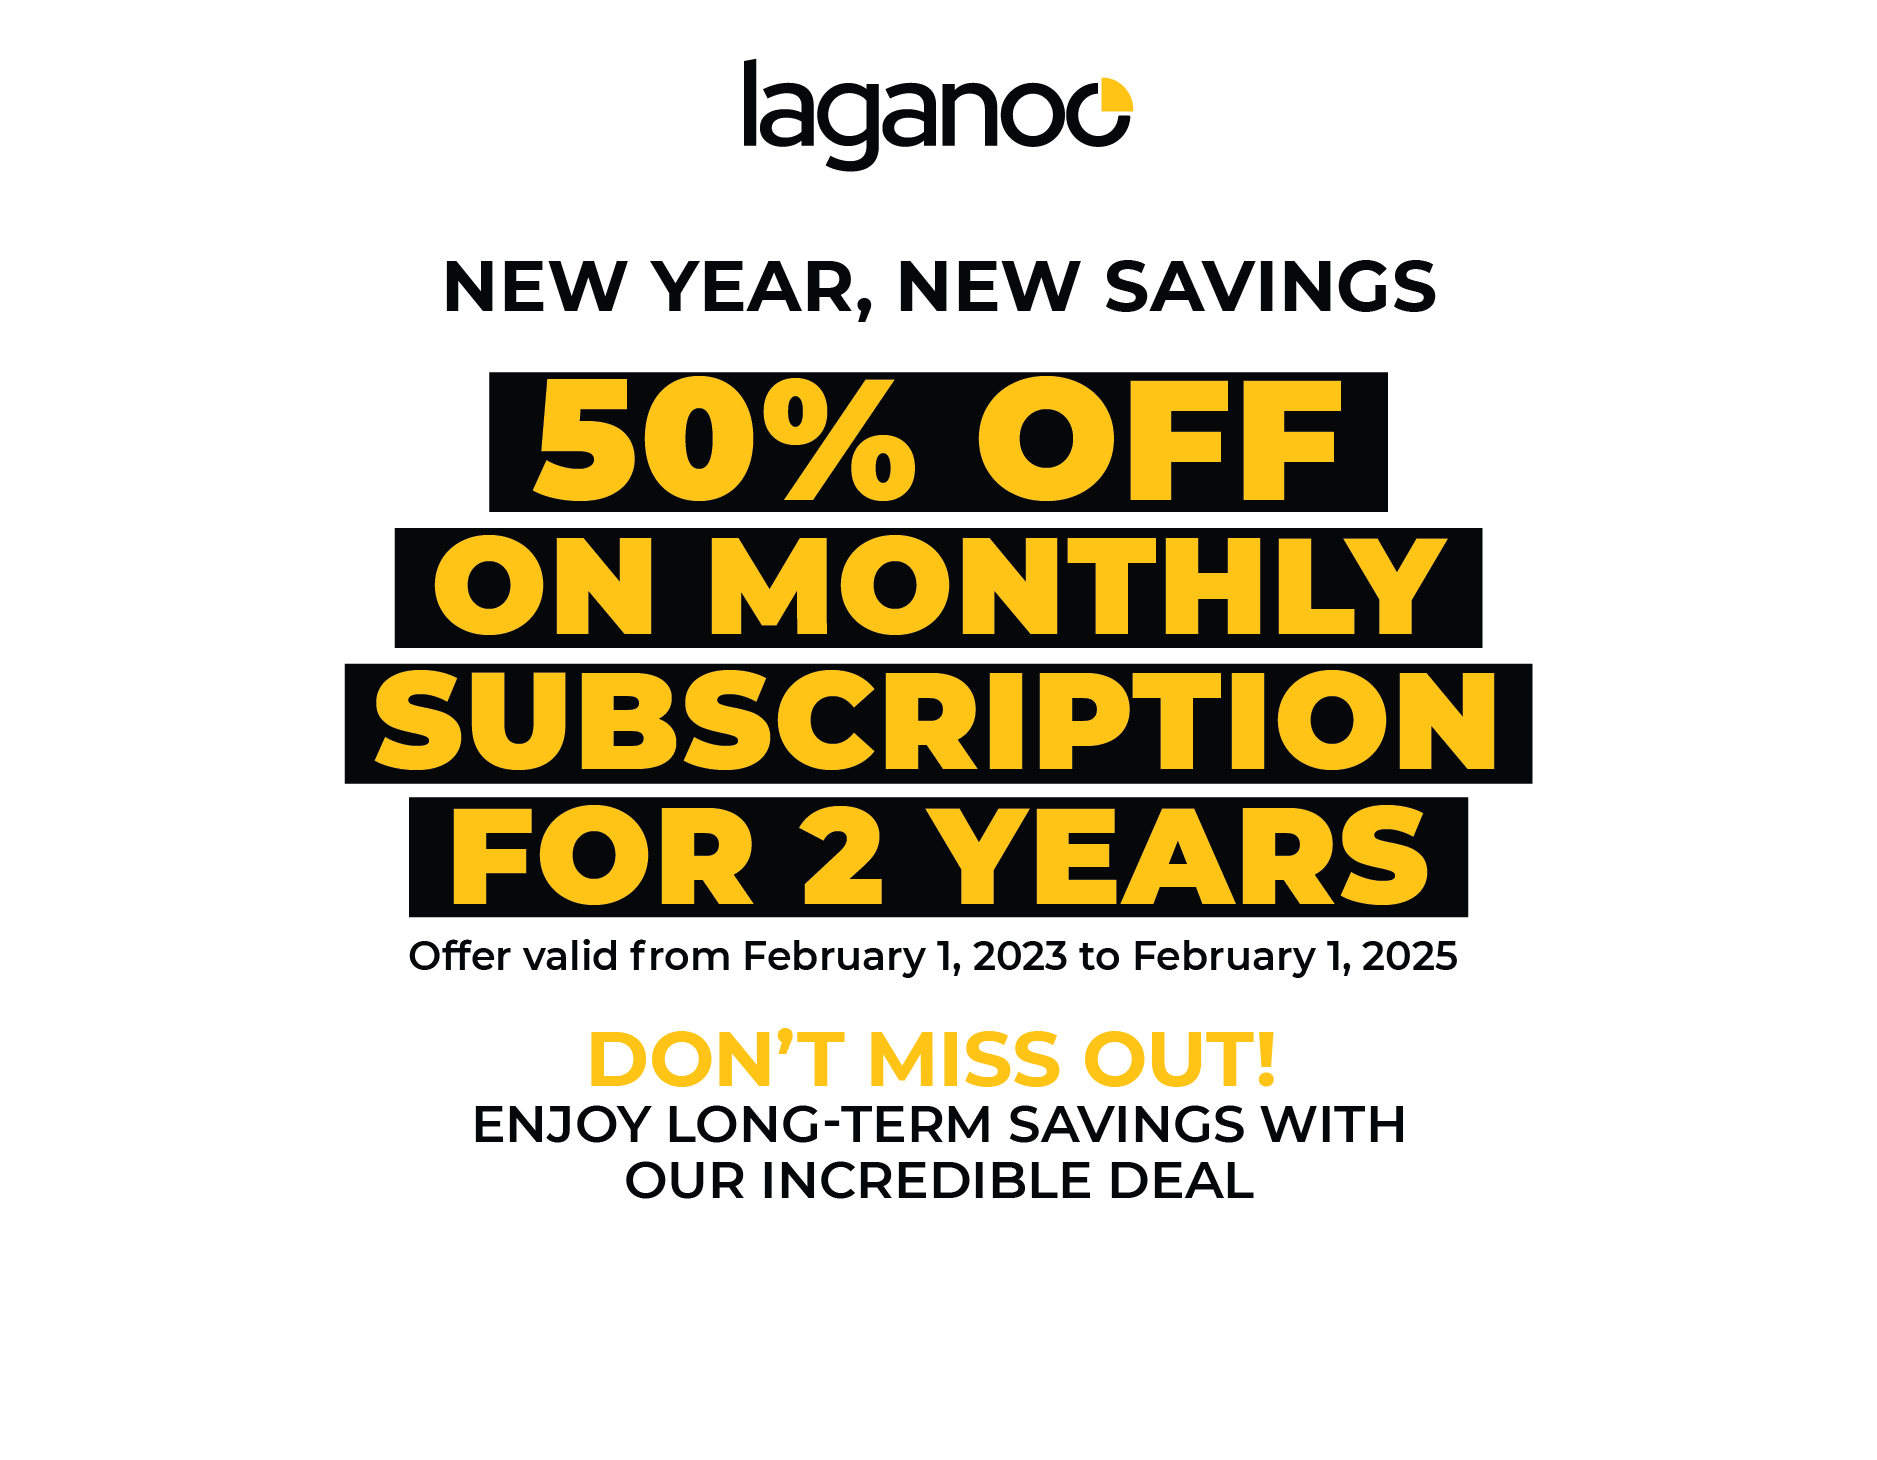 laganoo
NEW YEAR, NEW SAVINGS
50% OFF
ON MONTHLY
SUBSCRIPTION
FOR 2 YEARS
Offer valid from February 1, 2023 to February 1, 2025
DON'T MISS OUT!
ENJOY LONG-TERM SAVINGS WITH
OUR INCREDIBLE DEAL